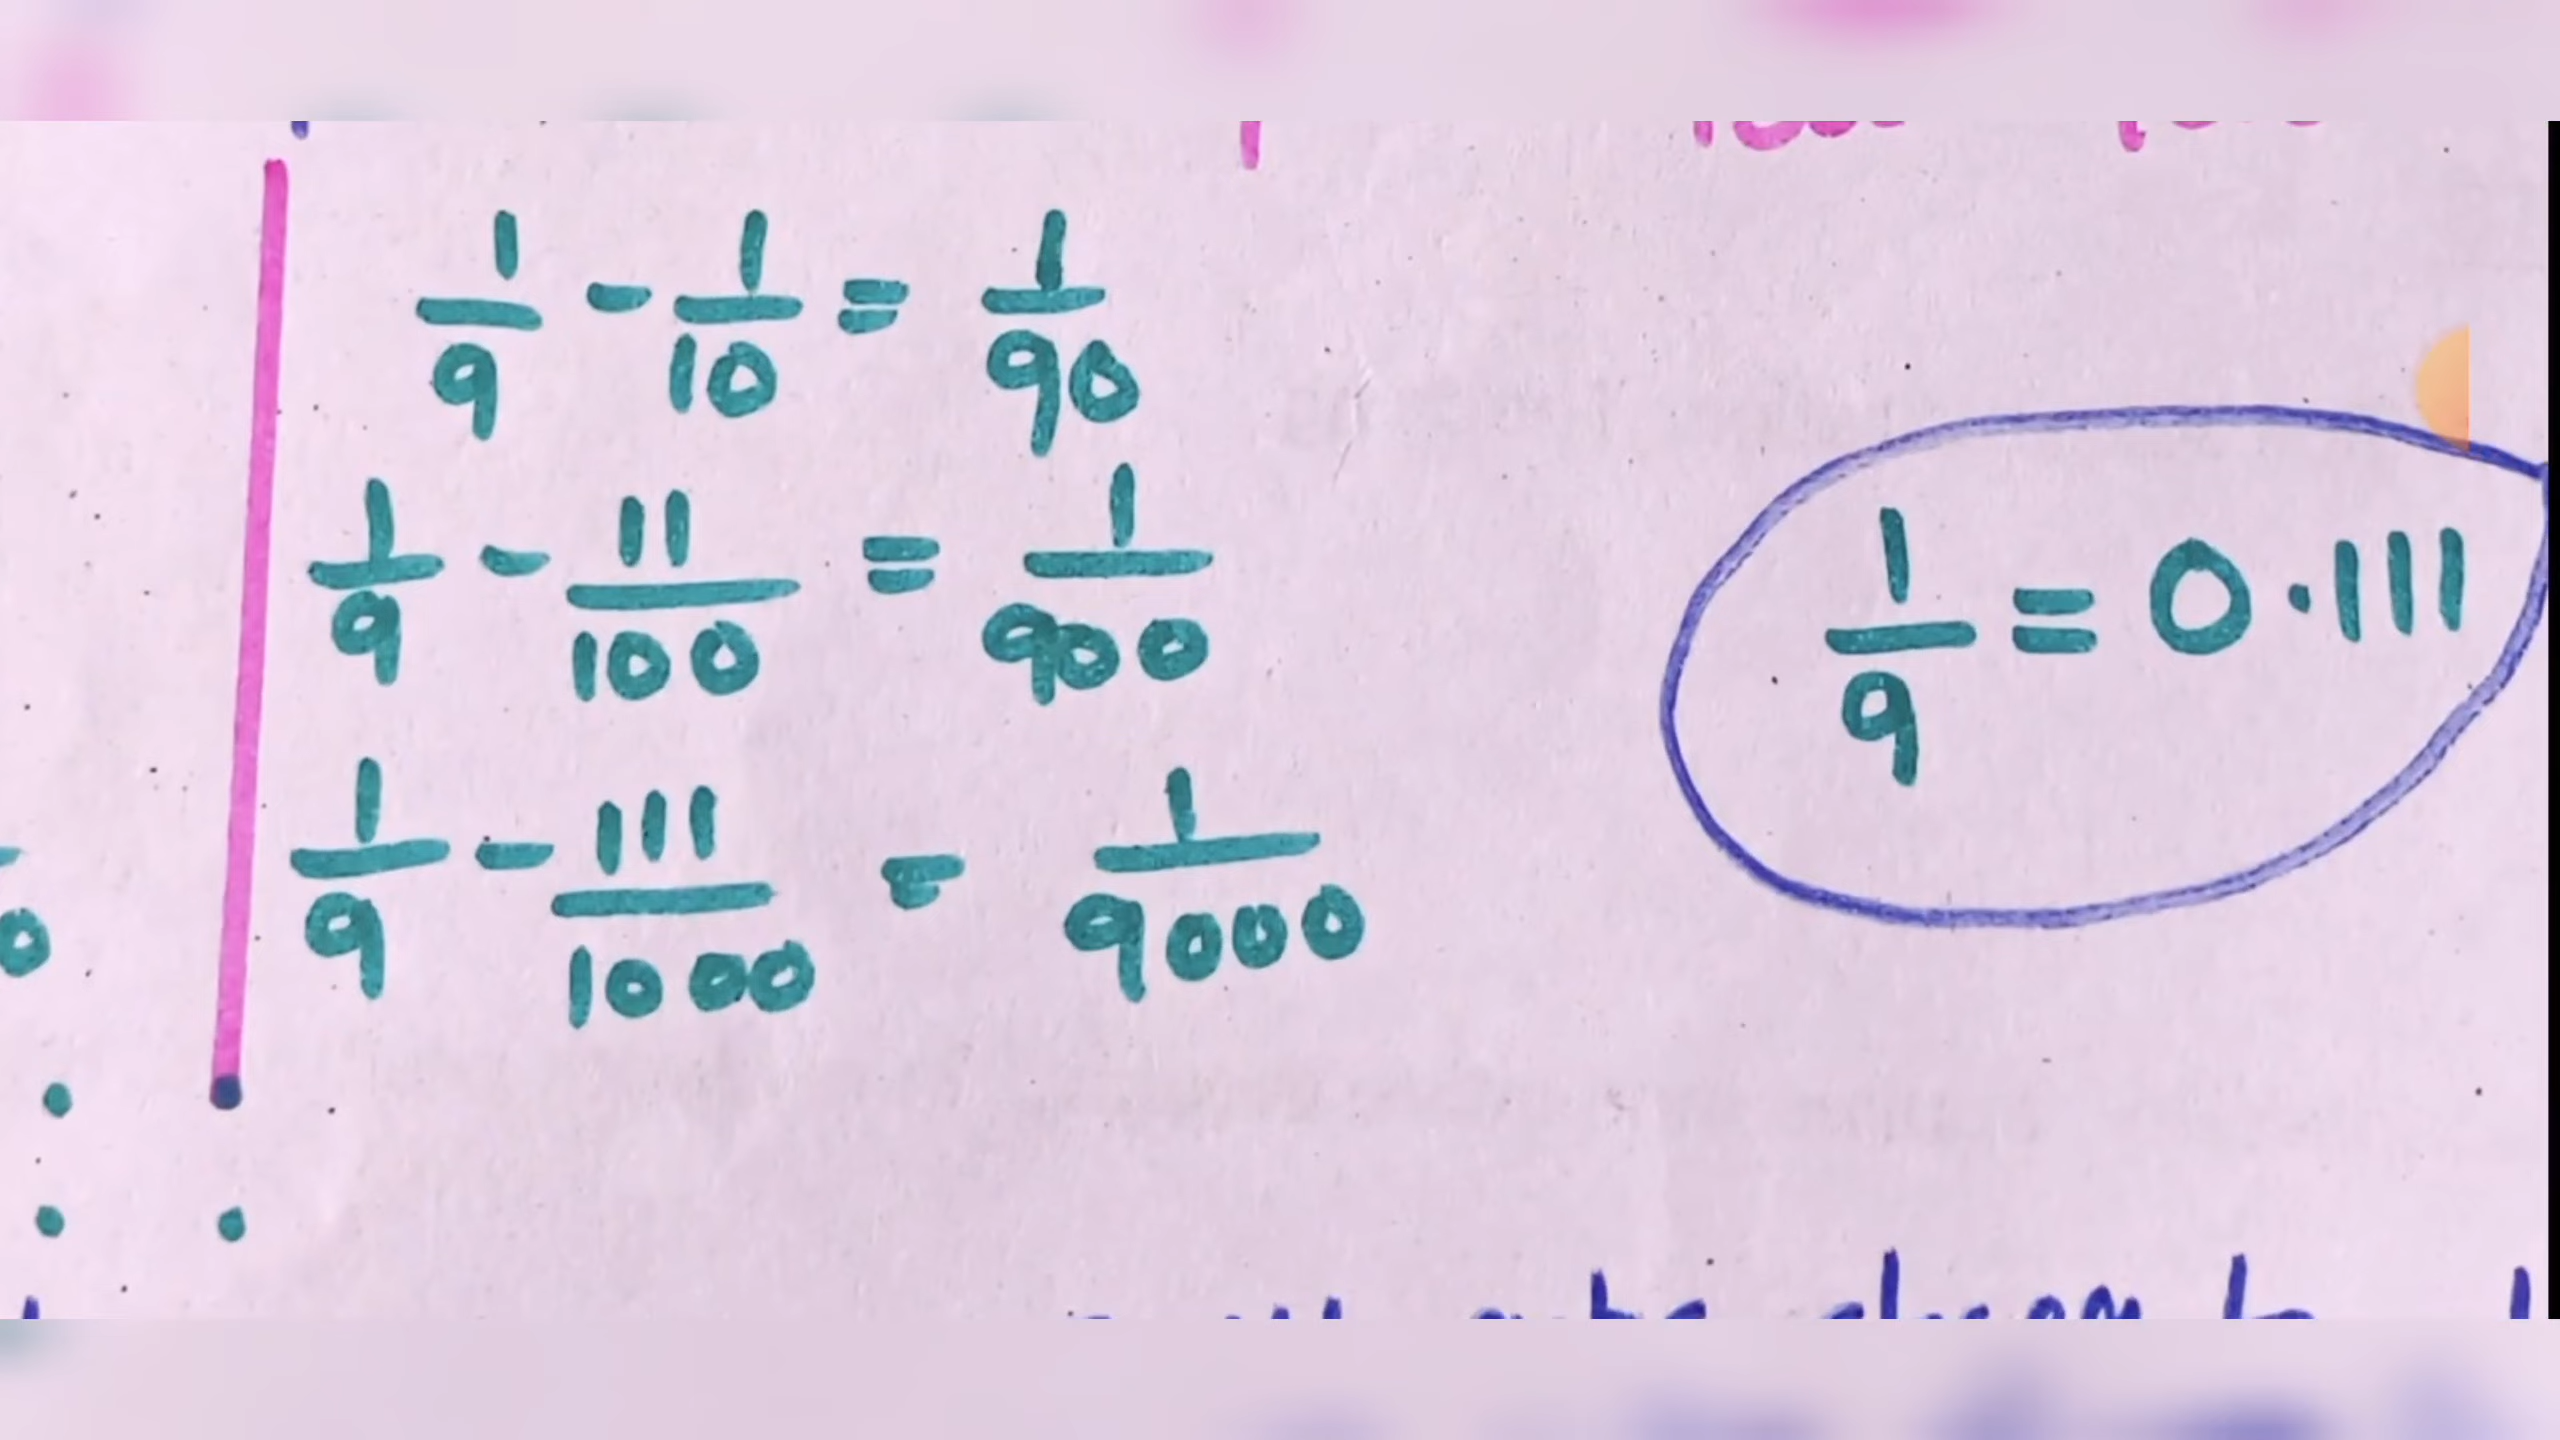 1/9 - 1/10 = 1/90
1/9 - 11/100 = 1/900
1/9 = 0.111
1/9 - 111/1000 = 1/9000